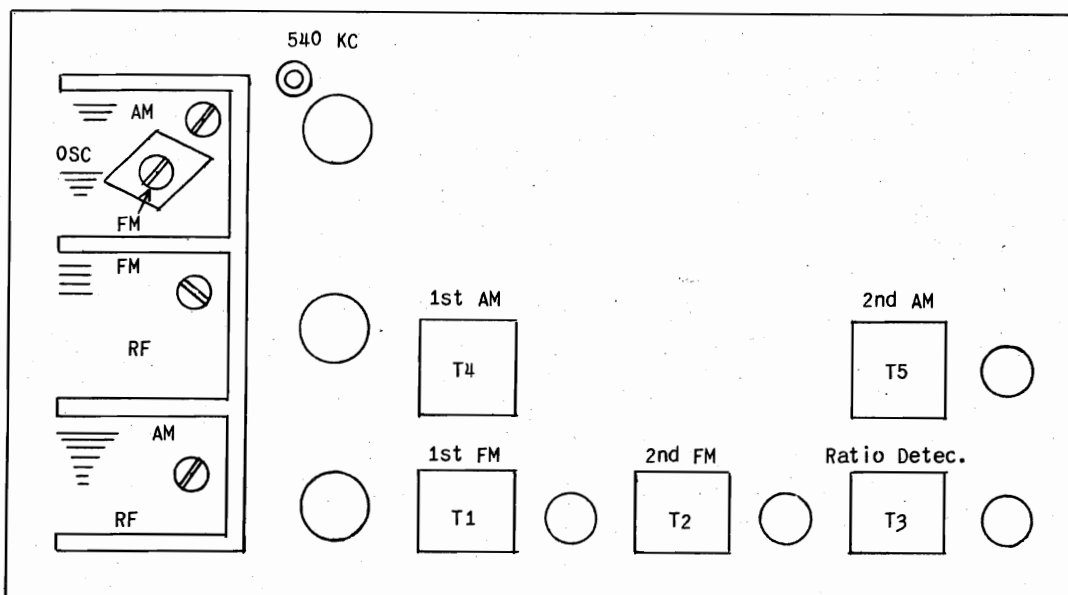 540 KC
AM
OSC
FM
FM
RF
AM
RF
1st AM
T4
2nd AM
T5
1st FM
T1
2nd FM
T2
Ratio Detec.
T3